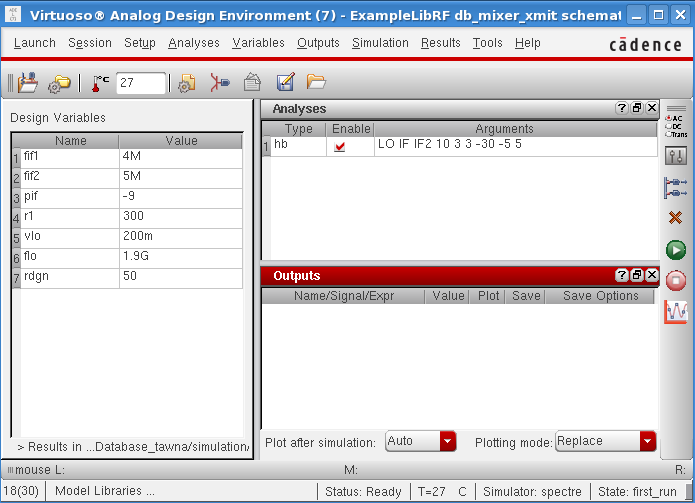 Virtuoso® Analog Design Environment (7) - ExampleLibRF db_mixer_xmit schemat
Launch Session Setup Analyses Variables Outputs Simulation Results Tools Help cādence
°C 27
Design Variables
Name Value
1 fif1 4M
2 fif2 5M
3 pif -9
4 r1 300
5 vlo 200m
6 flo 1.9G
7 rdgn 50
> Results in ...Database_tawna/simulation/
Analyses
Type Enable Arguments
1 hb LO IF IF2 10 3 3 -30 -5 5
Outputs
Name/Signal/Expr Value Plot Save Save Options
Plot after simulation: Auto Plotting mode: Replace
AC
DC
Trans
mouse L: M: R:
18(30) Model Libraries ... Status: Ready T=27 C Simulator: spectre State: first_run